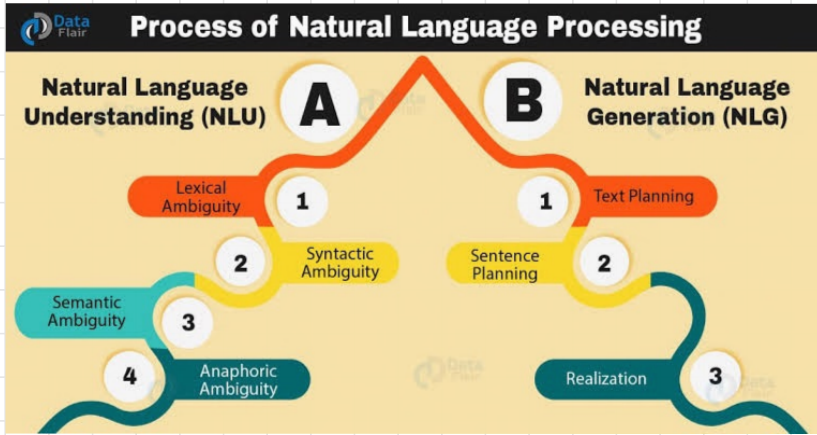 Data Flair
Process of Natural Language Processing
Natural Language
Understanding (NLU)
A
Lexical
Ambiguity
1
2
Syntactic
Ambiguity
Semantic
Ambiguity
3
4
Anaphoric
Ambiguity
B
Natural Language
Generation (NLG)
1
Text Planning
Sentence
Planning
2
Realization
3